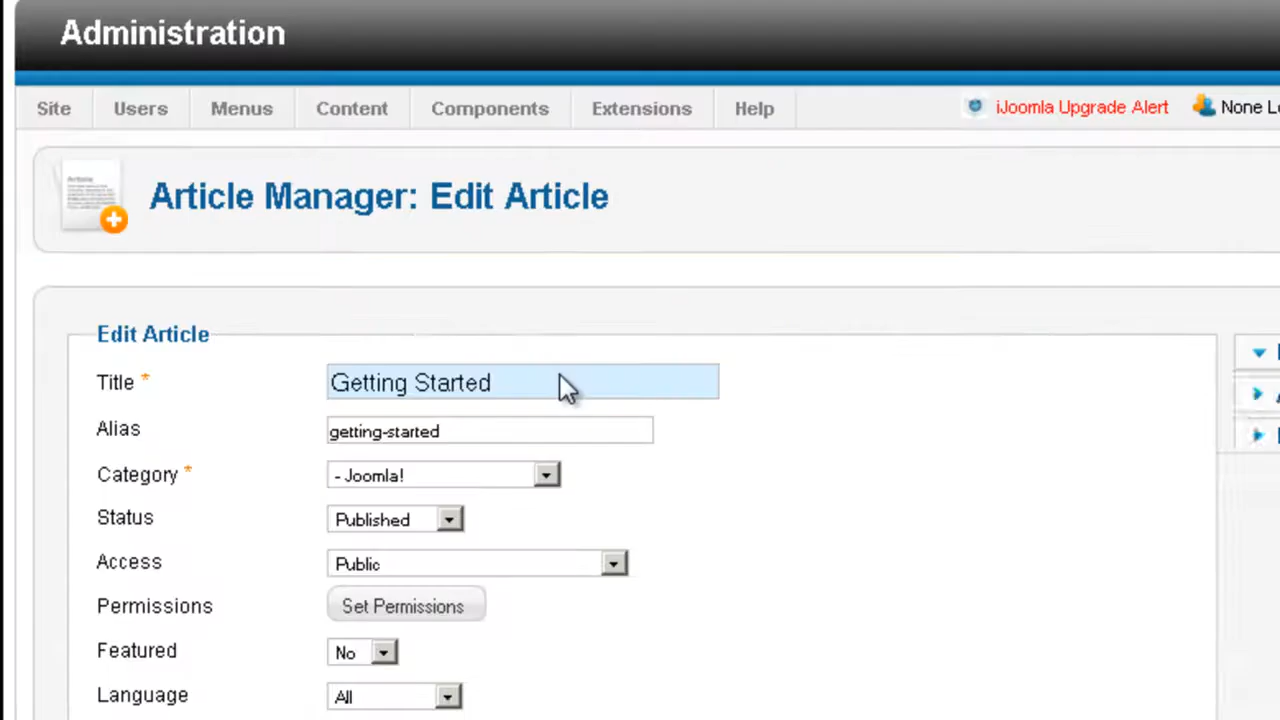 Administration
Site Users Menus Content Components Extensions Help iJoomla Upgrade Alert None
Article Manager: Edit Article
Edit Article
Title * Getting Started
Alias getting-started
Category * - Joomla!
Status Published
Access Public
Permissions Set Permissions
Featured No
Language All